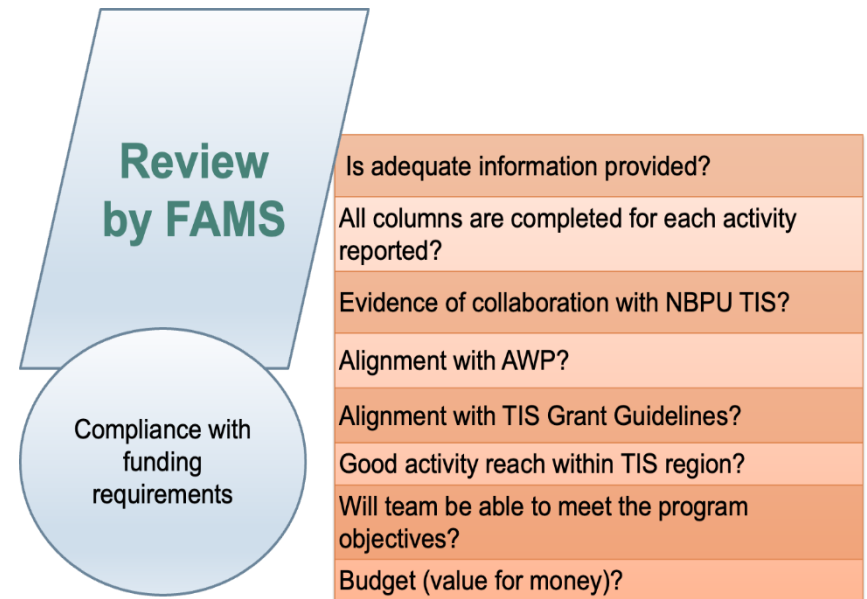 Review
by FAMS
Compliance with
funding
requirements
Is adequate information provided?
All columns are completed for each activity
reported?
Evidence of collaboration with NBPU TIS?
Alignment with AWP?
Alignment with TIS Grant Guidelines?
Good activity reach within TIS region?
Will team be able to meet the program
objectives?
Budget (value for money)?